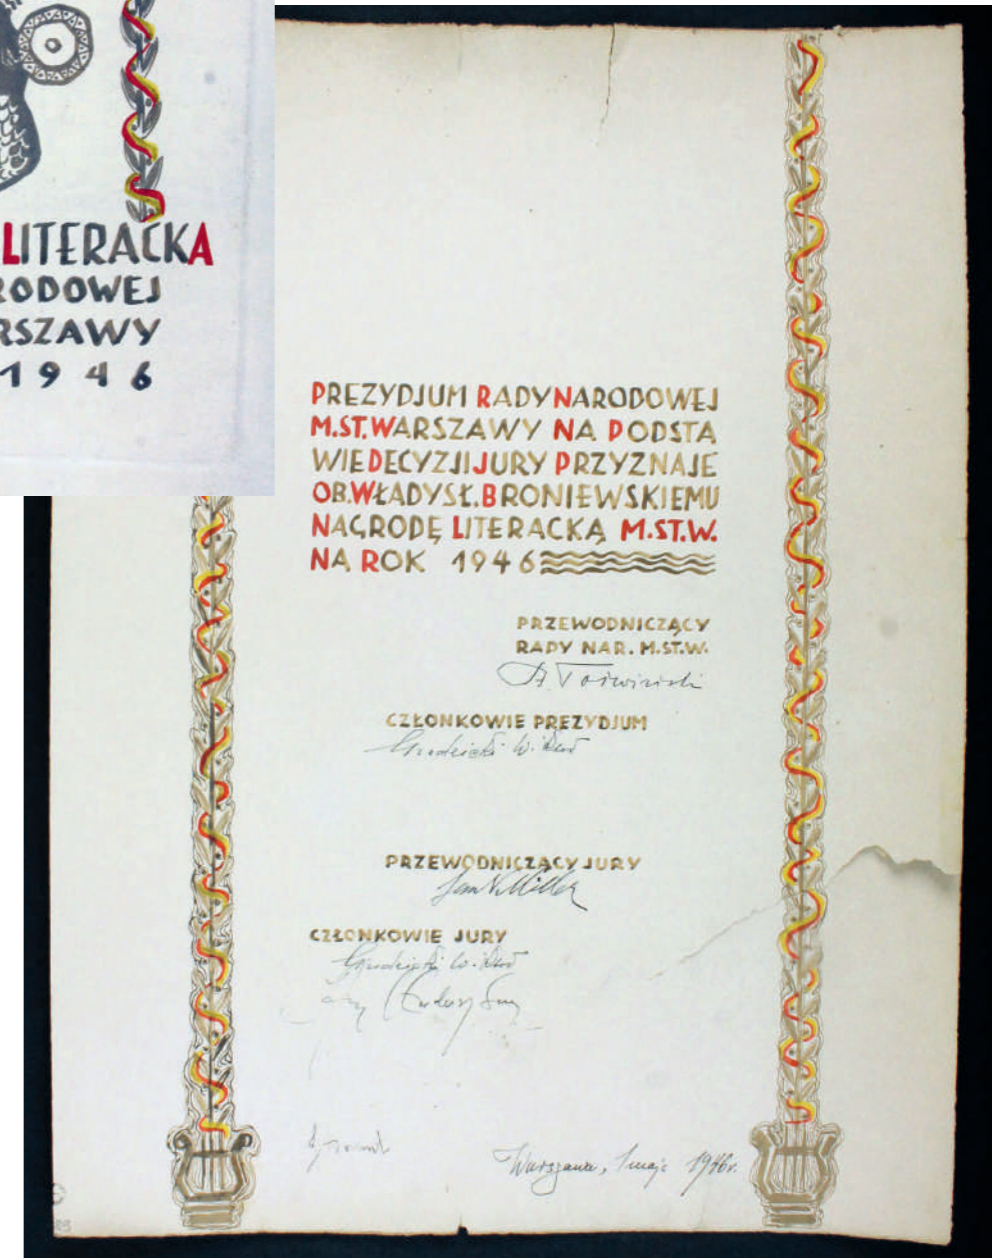 LITERACKA
RODOWEJ
RSZAWY
1946
PREZYDJUM RADY NARODOWEJ
M.ST. WARSZAWY NA PODSTA
WIE DECYZJI JURY PRZYZNAJE
OB. WŁADYSŁ. BRONIEWSKIEMU
NAGRODĘ LITERACKĄ M.ST.W.
NA ROK 1946
PRZEWODNICZĄCY
RADY NAR. M.ST.W.
CZŁONKOWIE PREZYDJUM
PRZEWODNICZĄCY JURY
Jan N. Miller
CZŁONKOWIE JURY
Warszawa, 1 maja 1946 r.